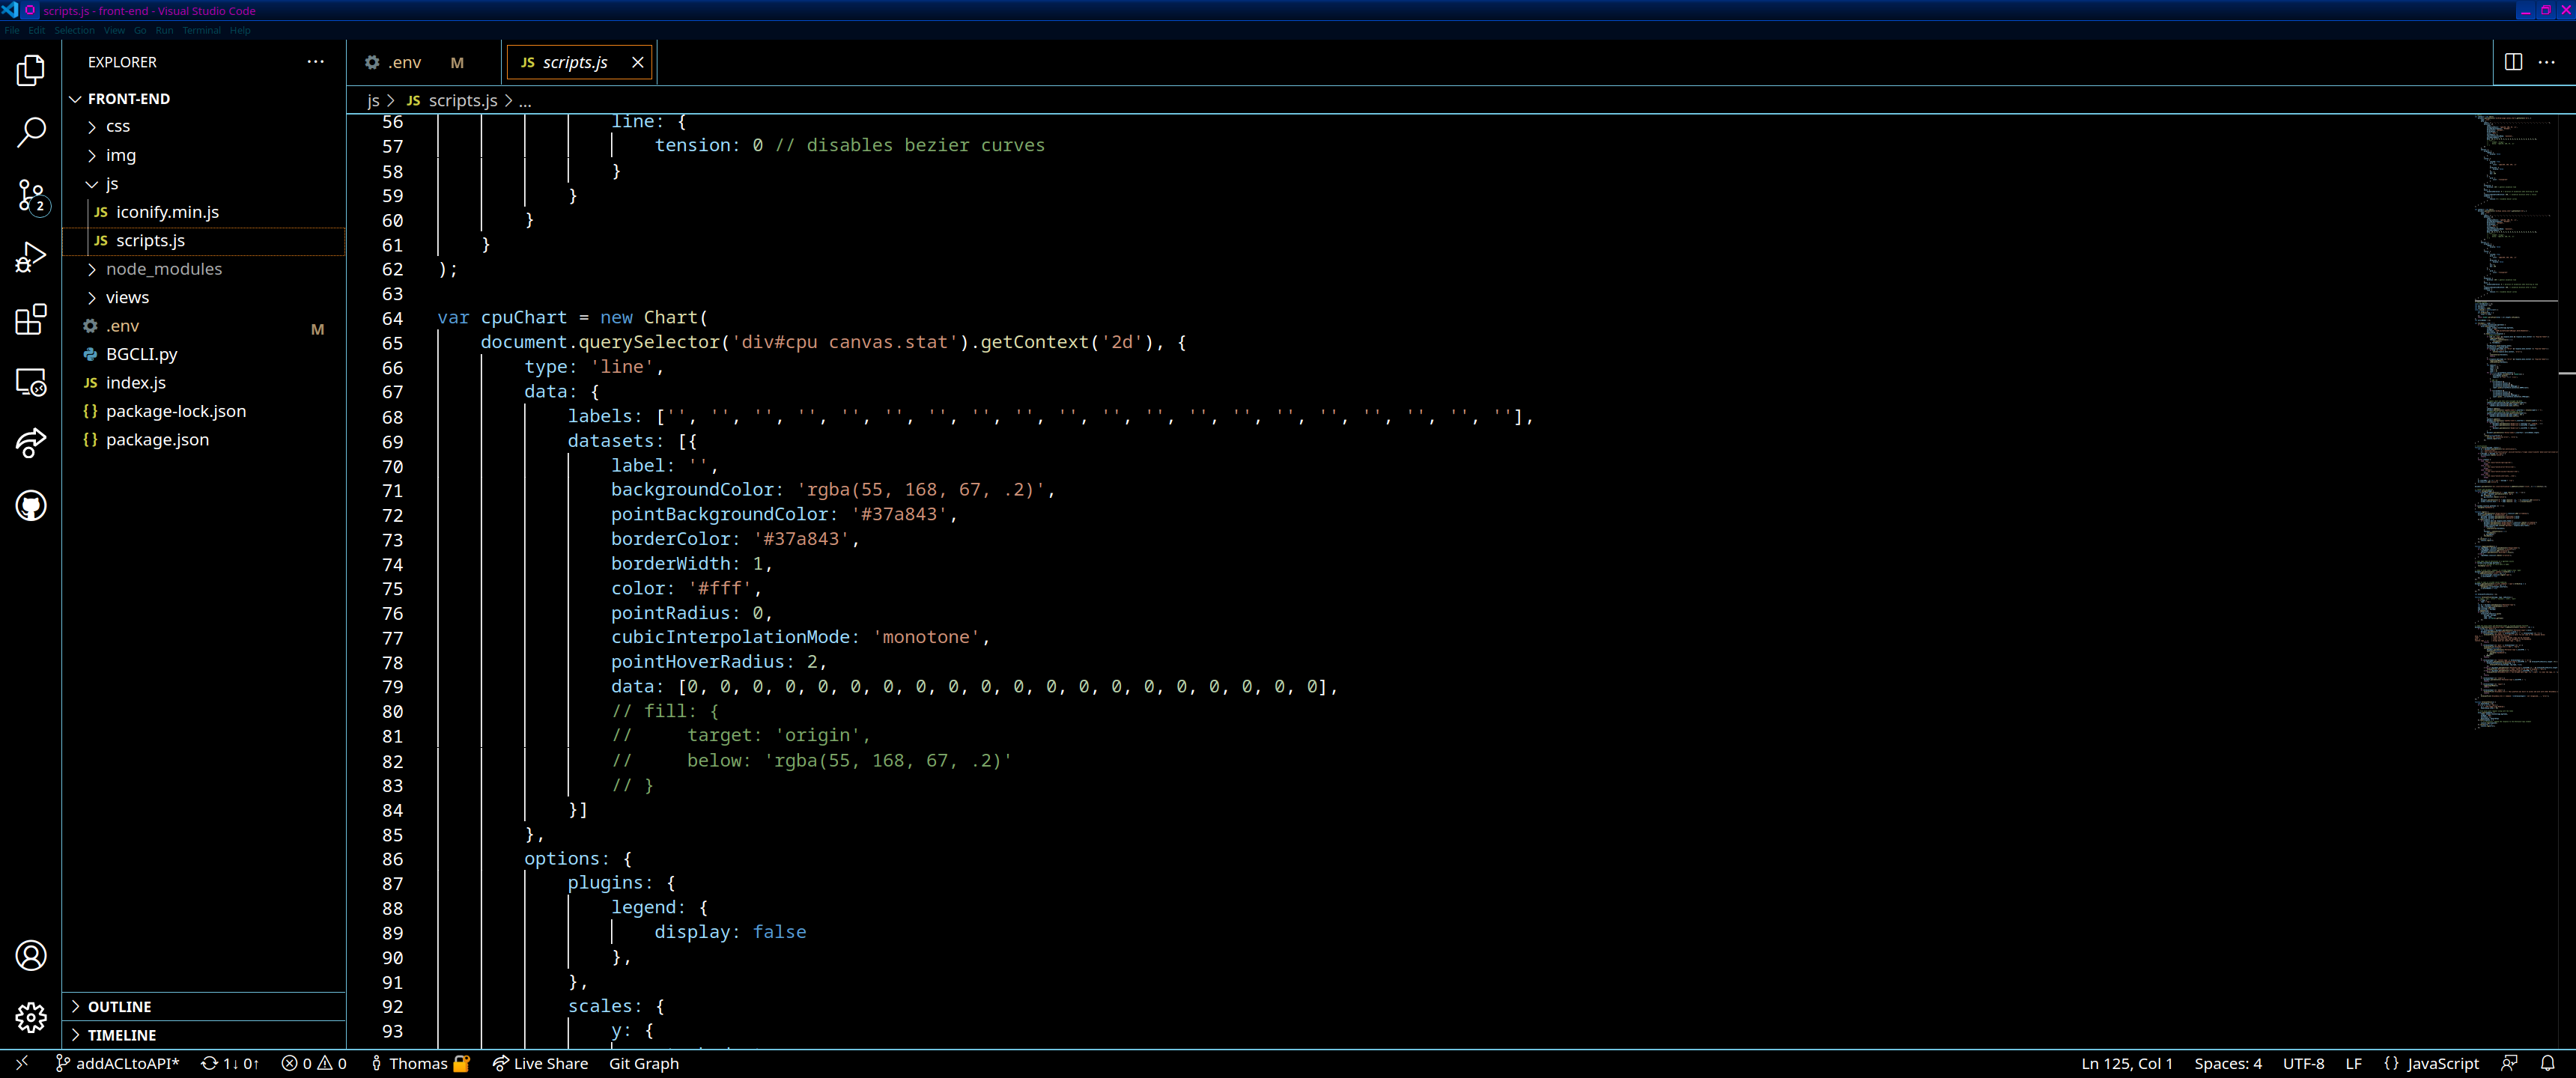 scripts.js - front-end - Visual Studio Code
File Edit Selection View Go Run Terminal Help
EXPLORER
FRONT-END
css
img
js
JS iconify.min.js
JS scripts.js
node_modules
views
.env M
BGCLI.py
JS index.js
{} package-lock.json
{} package.json
OUTLINE
TIMELINE
2
.env M
JS scripts.js
js > JS scripts.js > ...
56 line: {
57 tension: 0 // disables bezier curves
58 }
59 }
60 }
61 }
62 );
63
64 var cpuChart = new Chart(
65 document.querySelector('div#cpu canvas.stat').getContext('2d'), {
66 type: 'line',
67 data: {
68 labels: ['', '', '', '', '', '', '', '', '', '', '', '', '', '', '', '', '', '', '', ''],
69 datasets: [{
70 label: '',
71 backgroundColor: 'rgba(55, 168, 67, .2)',
72 pointBackgroundColor: '#37a843',
73 borderColor: '#37a843',
74 borderWidth: 1,
75 color: '#fff',
76 pointRadius: 0,
77 cubicInterpolationMode: 'monotone',
78 pointHoverRadius: 2,
79 data: [0, 0, 0, 0, 0, 0, 0, 0, 0, 0, 0, 0, 0, 0, 0, 0, 0, 0, 0, 0],
80 // fill: {
81 // target: 'origin',
82 // below: 'rgba(55, 168, 67, .2)'
83 // }
84 }]
85 },
86 options: {
87 plugins: {
88 legend: {
89 display: false
90 },
91 },
92 scales: {
93 y: {
addACLtoAPI* 1↓ 0↑ 0 0 Thomas Live Share Git Graph
Ln 125, Col 1 Spaces: 4 UTF-8 LF {} JavaScript